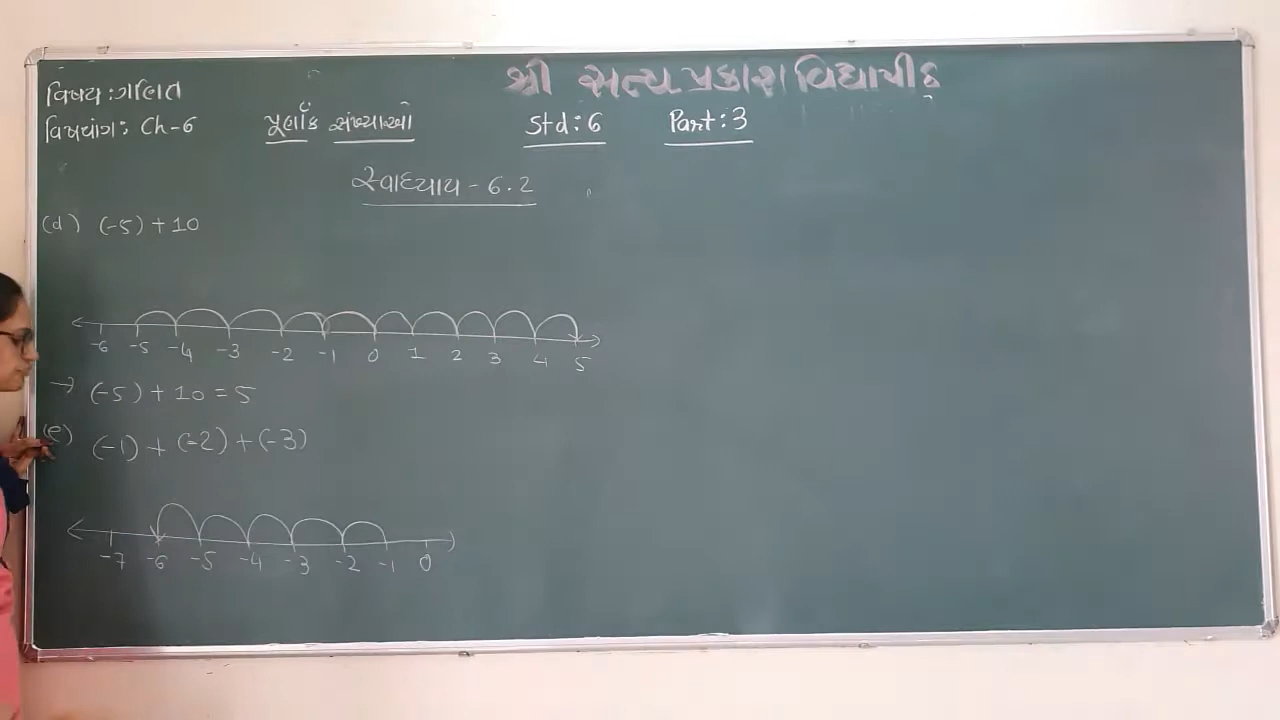 શ્રી સત્ય પ્રકાશ વિદ્યાપીઠ
વિષય : ગણિત
વિષયાંગ : Ch-6 પૂર્ણાંક સંખ્યાઓ Std : 6 Part : 3
સ્વાધ્યાય - 6.2
(d) (-5) + 10
-6 -5 -4 -3 -2 -1 0 1 2 3 4 5
→ (-5) + 10 = 5
(e) (-1) + (-2) + (-3)
-7 -6 -5 -4 -3 -2 -1 0